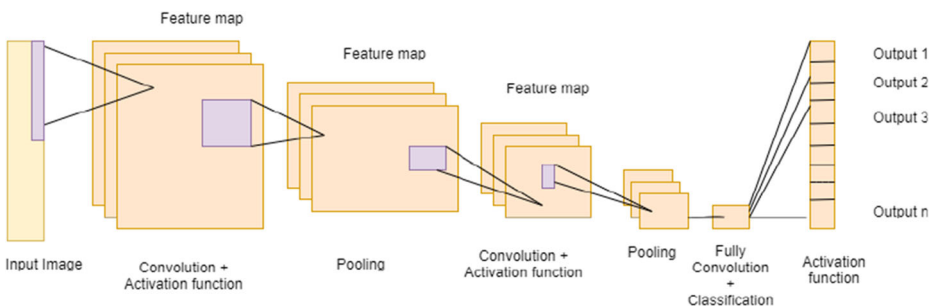 Feature map
Feature map
Feature map
Output 1
Output 2
Output 3
Output n
Input Image
Convolution +
Activation function
Pooling
Convolution +
Activation function
Pooling
Fully
Convolution
+
Classification
Activation
function